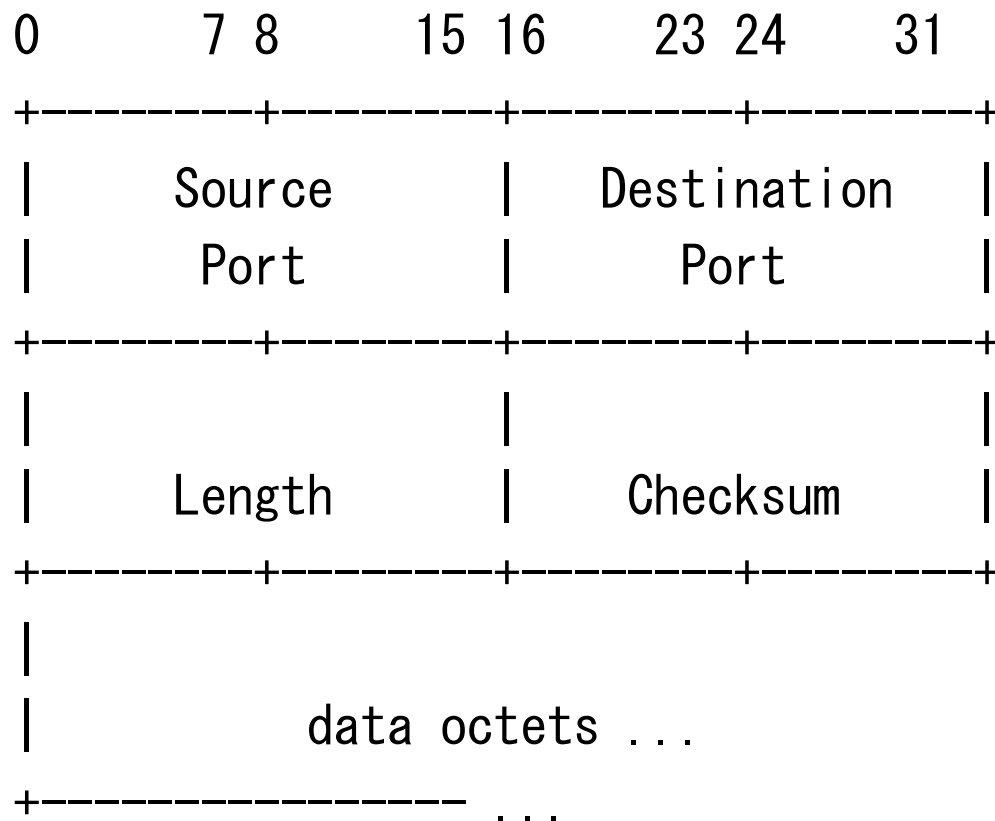 0      7 8     15 16    23 24    31
+--------+--------+--------+--------+
|     Source      |   Destination   |
|      Port       |      Port       |
+--------+--------+--------+--------+
|                 |                 |
|     Length      |    Checksum     |
+--------+--------+--------+--------+
|
|          data octets ...
+---------------- ...